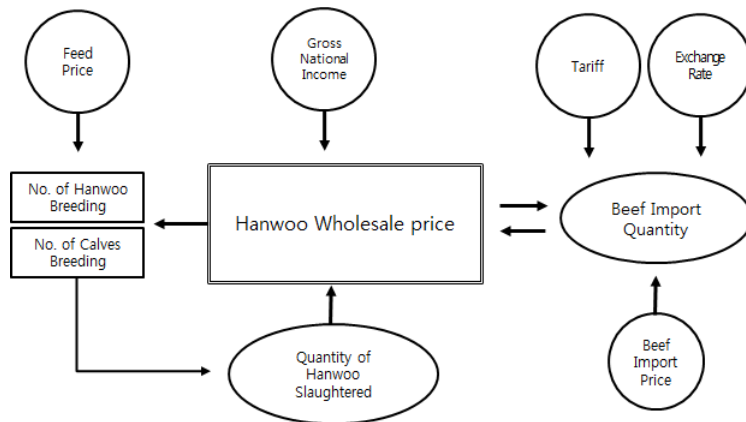 Feed
Price
Gross
National
Income
Tariff
Exchange
Rate
No. of Hanwoo
Breeding
No. of Calves
Breeding
Hanwoo Wholesale price
Beef Import
Quantity
Quantity of
Hanwoo
Slaughtered
Beef
Import
Price